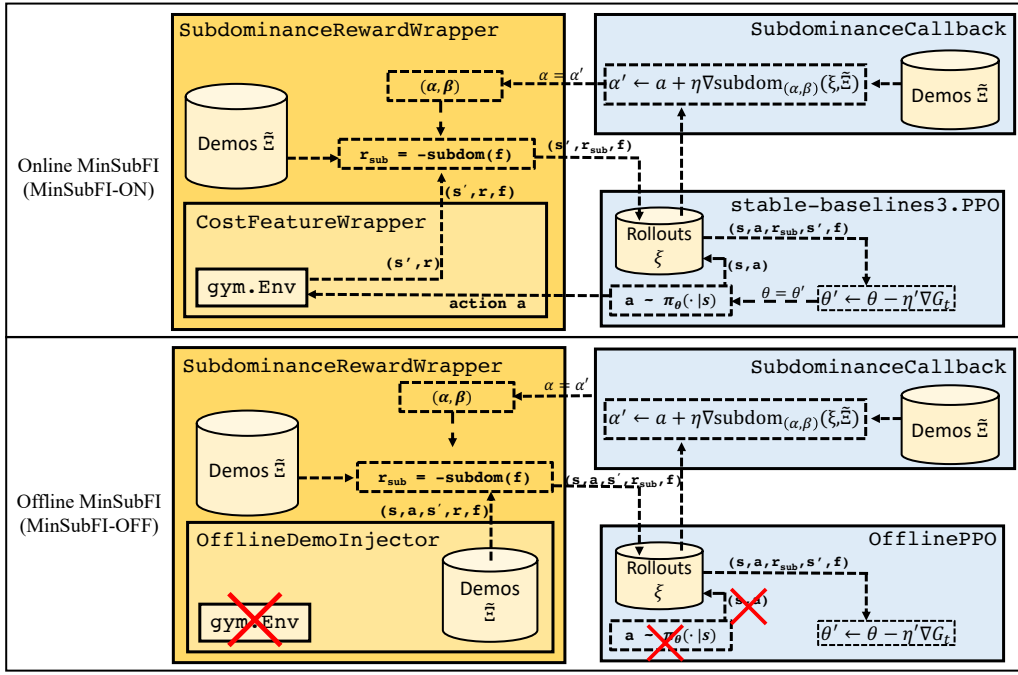 Online MinSubFI
(MinSubFI-ON)
SubdominanceRewardWrapper
(α,β)
Demos Ξ̃
r_sub = -subdom(f)
(s′,r,f)
CostFeatureWrapper
(s′,r)
gym.Env
action a
α = α′
(s′,r_sub,f)
SubdominanceCallback
α′ ← a + η∇subdom_(α,β)(ξ,Ξ̃)
Demos Ξ̃
stable-baselines3.PPO
Rollouts
ξ
(s,a,r_sub,s′,f)
(s,a)
a ~ π_θ(·|s)
θ = θ′
θ′ ← θ − η′∇G_t
Offline MinSubFI
(MinSubFI-OFF)
SubdominanceRewardWrapper
(α,β)
Demos Ξ̃
r_sub = -subdom(f)
(s,a,s′,r,f)
OfflineDemoInjector
gym.Env
Demos
Ξ̃
α = α′
(s,a,s′,r_sub,f)
SubdominanceCallback
α′ ← a + η∇subdom_(α,β)(ξ,Ξ̃)
Demos Ξ̃
OfflinePPO
Rollouts
ξ
(s,a,r_sub,s′,f)
(s,a)
a ~ π_θ(·|s)
θ′ ← θ − η′∇G_t